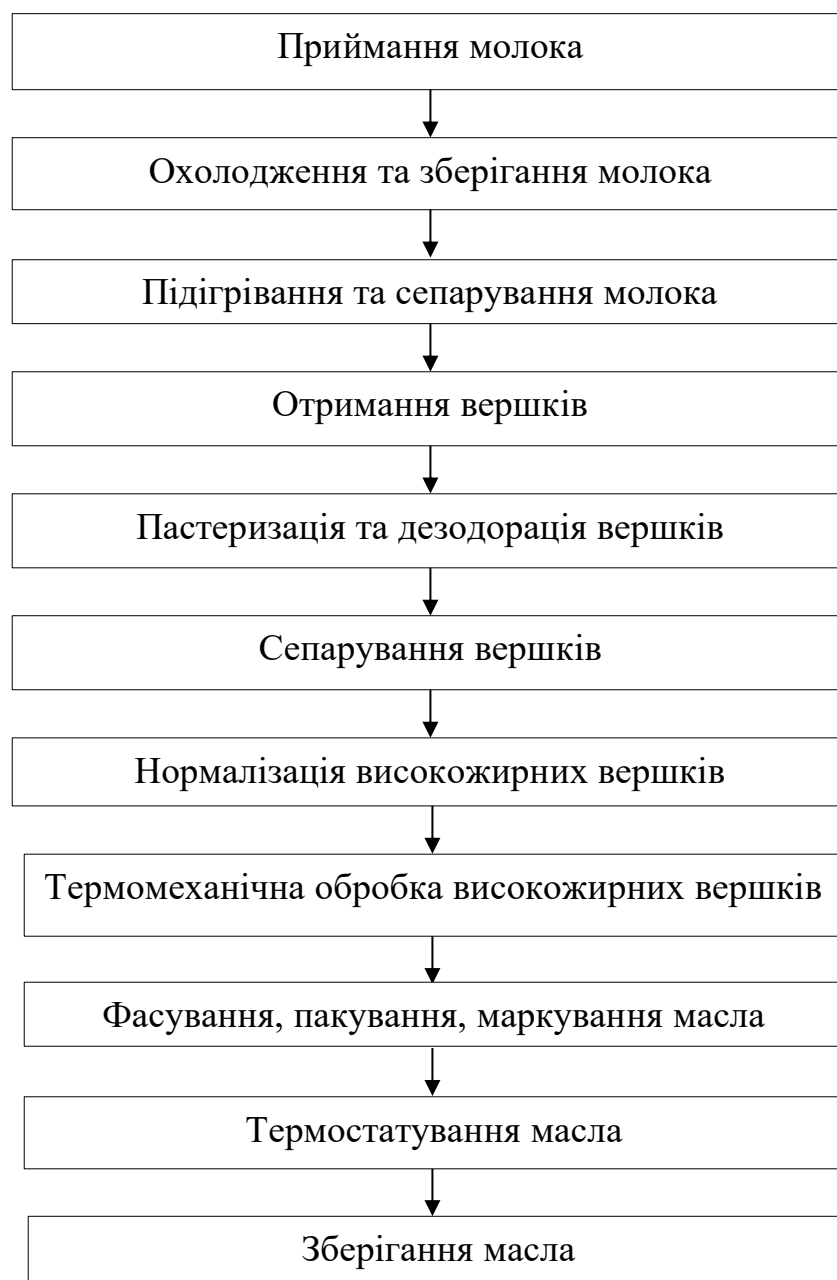 Приймання молока
Охолодження та зберігання молока
Підігрівання та сепарування молока
Отримання вершків
Пастеризація та дезодорація вершків
Сепарування вершків
Нормалізація високожирних вершків
Термомеханічна обробка високожирних вершків
Фасування, пакування, маркування масла
Термостатування масла
Зберігання масла